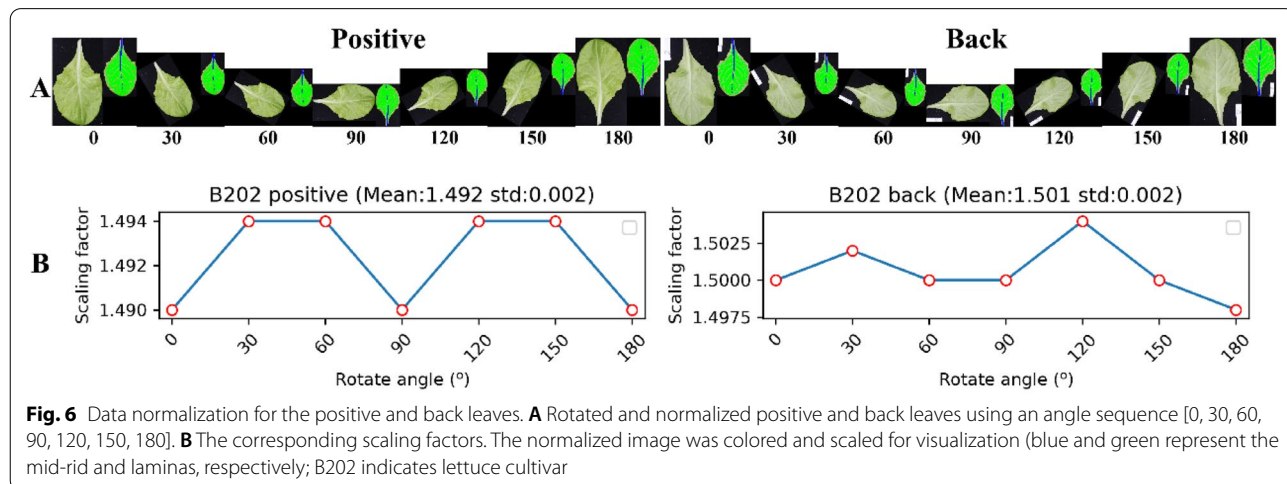 Positive
Back
A
0 30 60 90 120 150 180
0 30 60 90 120 150 180
B202 positive (Mean:1.492 std:0.002)
B202 back (Mean:1.501 std:0.002)
B
Scaling factor
1.494
1.492
1.490
0 30 60 90 120 150 180
Rotate angle (°)
Scaling factor
1.5025
1.5000
1.4975
0 30 60 90 120 150 180
Rotate angle (°)
Fig. 6 Data normalization for the positive and back leaves. A Rotated and normalized positive and back leaves using an angle sequence [0, 30, 60,
90, 120, 150, 180]. B The corresponding scaling factors. The normalized image was colored and scaled for visualization (blue and green represent the
mid-rid and laminas, respectively; B202 indicates lettuce cultivar